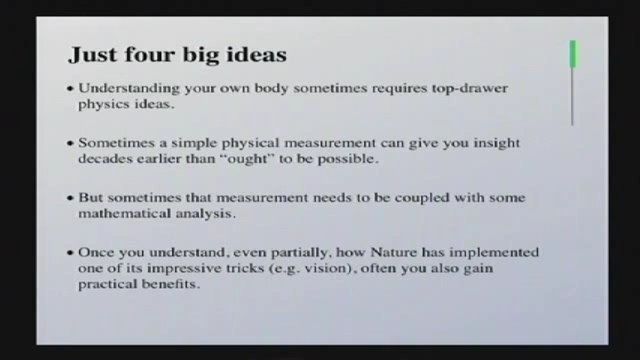 Just four big ideas
• Understanding your own body sometimes requires top-drawer
physics ideas.
• Sometimes a simple physical measurement can give you insight
decades earlier than “ought” to be possible.
• But sometimes that measurement needs to be coupled with some
mathematical analysis.
• Once you understand, even partially, how Nature has implemented
one of its impressive tricks (e.g. vision), often you also gain
practical benefits.